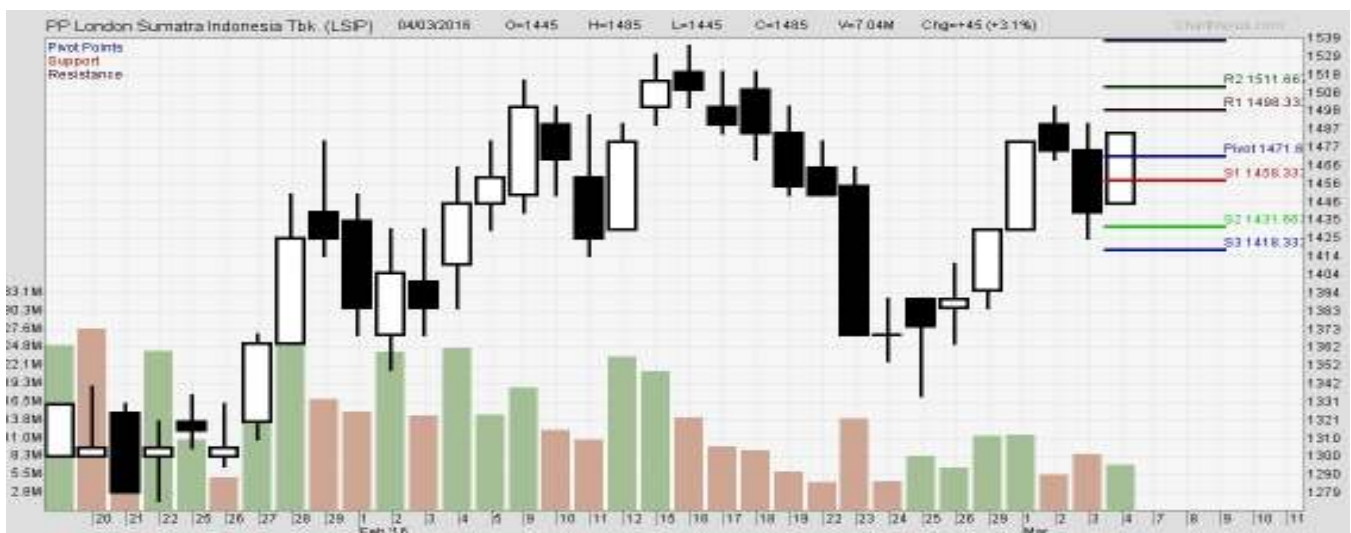 PP London Sumatra Indonesia Tbk. (LSIP) 04/03/2016 O=1445 H=1485 L=1445 C=1485 V=7.04M Chg=+45 (+3.1%)
Pivot Points
Support
Resistance
1539
1529
1518
R2 1511.667
1508
R1 1498.333
1498
1487
1477
Pivot 1471.6
1466
S1 1458.333
1456
1446
1435
S2 1431.667
1425
S3 1418.333
1414
1404
1394
1383
1373
1362
1352
1342
1331
1321
1310
1300
1290
1279
33.1M
30.3M
27.6M
24.8M
22.1M
19.3M
16.5M
13.8M
11.0M
8.3M
5.5M
2.8M
20 21 22 25 26 27 28 29 1 2 3 4 5 9 10 11 12 15 16 17 18 19 22 23 24 25 26 29 1 2 3 4 7 8 9 10 11
Feb '16 Mar